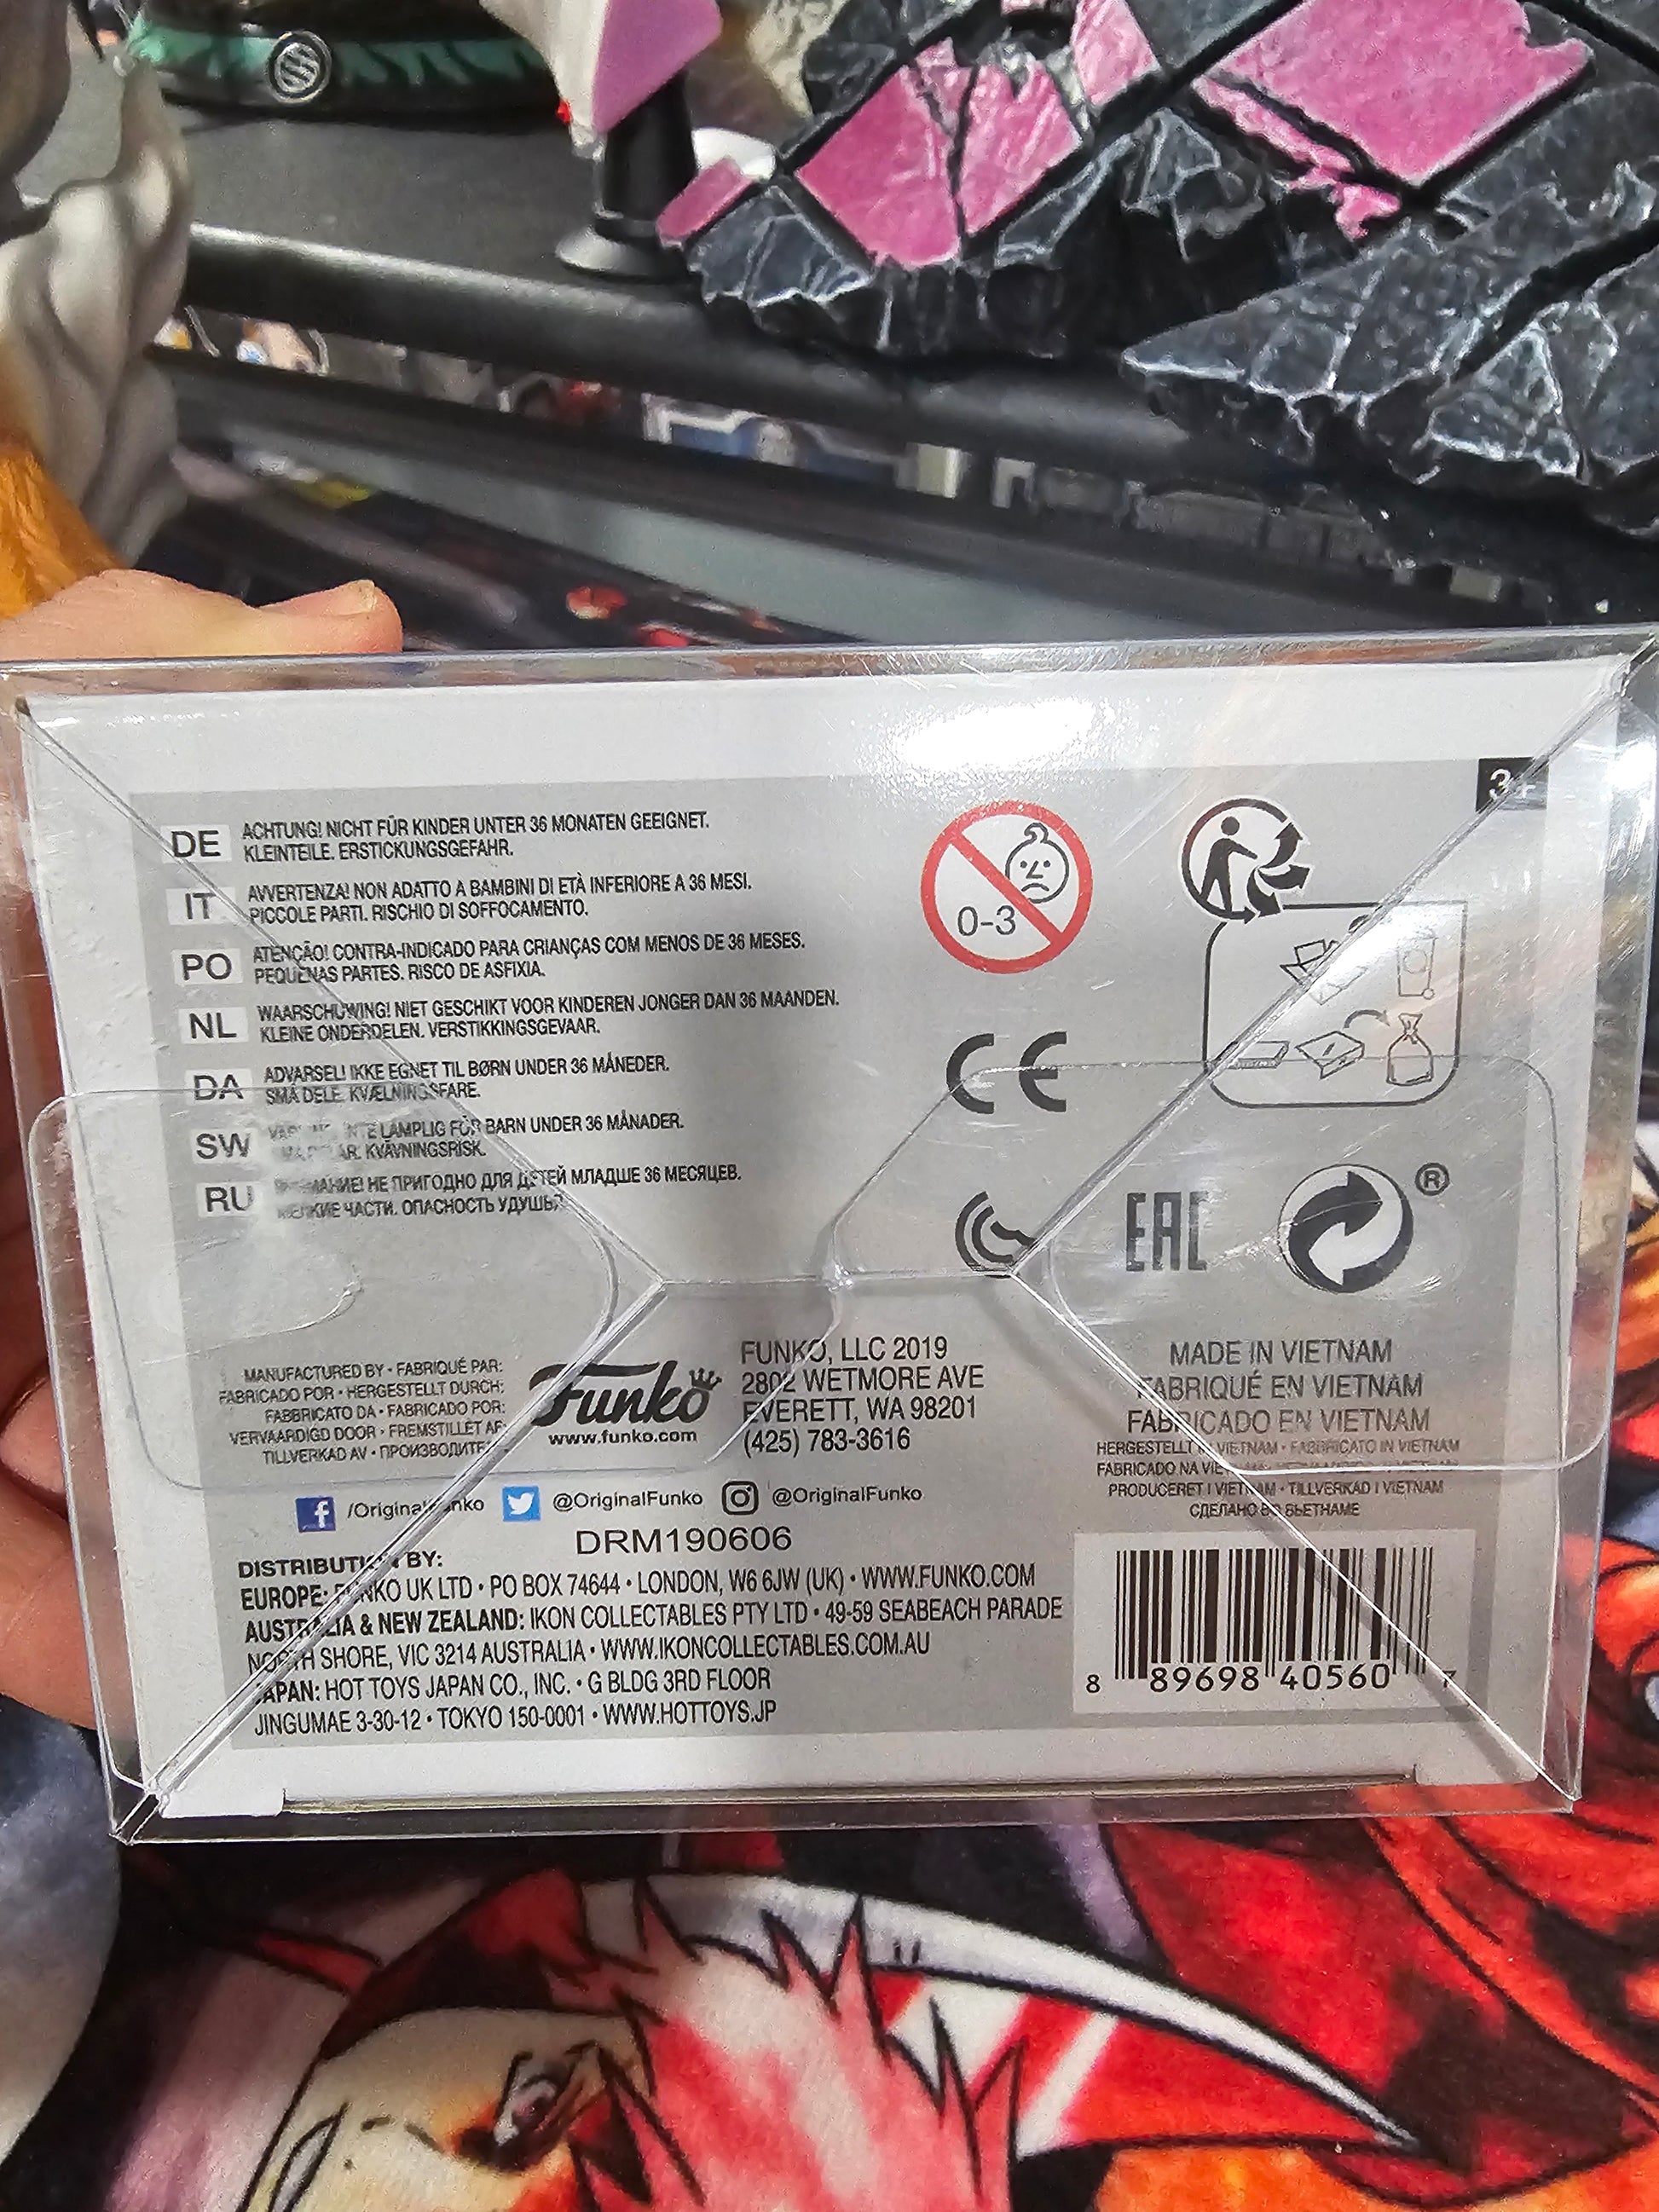 3+
DE ACHTUNG! NICHT FÜR KINDER UNTER 36 MONATEN GEEIGNET.
KLEINTEILE. ERSTICKUNGSGEFAHR.
IT AVVERTENZA! NON ADATTO A BAMBINI DI ETÀ INFERIORE A 36 MESI.
PICCOLE PARTI. RISCHIO DI SOFFOCAMENTO.
PO ATENÇÃO! CONTRA-INDICADO PARA CRIANÇAS COM MENOS DE 36 MESES.
PEQUENAS PARTES. RISCO DE ASFIXIA.
NL WAARSCHUWING! NIET GESCHIKT VOOR KINDEREN JONGER DAN 36 MAANDEN.
KLEINE ONDERDELEN. VERSTIKKINGSGEVAAR.
DA ADVARSEL! IKKE EGNET TIL BØRN UNDER 36 MÅNEDER.
SMÅ DELE. KVÆLNINGSFARE.
SW LÄMPLIG FÖR BARN UNDER 36 MÅNADER.
KVÄVNINGSRISK.
RU НЕ ПРИГОДНО ДЛЯ ДЕТЕЙ МЛАДШЕ 36 МЕСЯЦЕВ.
МЕЛКИЕ ЧАСТИ. ОПАСНОСТЬ
0-3
CE
EAC
®
MANUFACTURED BY • FABRIQUÉ PAR:
FABRICADO POR • HERGESTELLT DURCH:
FABBRICATO DA • FABRICADO POR:
VERVAARDIGD DOOR • FREMSTILLET AF:
TILLVERKAD AV •
Funko
www.funko.com
FUNKO, LLC 2019
2802 WETMORE AVE
EVERETT, WA 98201
(425) 783-3616
MADE IN VIETNAM
FABRIQUÉ EN VIETNAM
FABRICADO EN VIETNAM
HERGESTELLT IN VIETNAM • FABBRICATO IN VIETNAM
FABRICADO NA VIETNAM
PRODUCERET I VIETNAM • TILLVERKAD I VIETNAM
СДЕЛАНО ВО ВЬЕТНАМЕ
/OriginalFunko @OriginalFunko @OriginalFunko
DRM190606
DISTRIBUTION BY:
EUROPE: FUNKO UK LTD • PO BOX 74644 • LONDON, W6 6JW (UK) • WWW.FUNKO.COM
AUSTRALIA & NEW ZEALAND: IKON COLLECTABLES PTY LTD • 49-59 SEABEACH PARADE
NORTH SHORE, VIC 3214 AUSTRALIA • WWW.IKONCOLLECTABLES.COM.AU
JAPAN: HOT TOYS JAPAN CO., INC. • G BLDG 3RD FLOOR
JINGUMAE 3-30-12 • TOKYO 150-0001 • WWW.HOTTOYS.JP
8 89698 40560 7